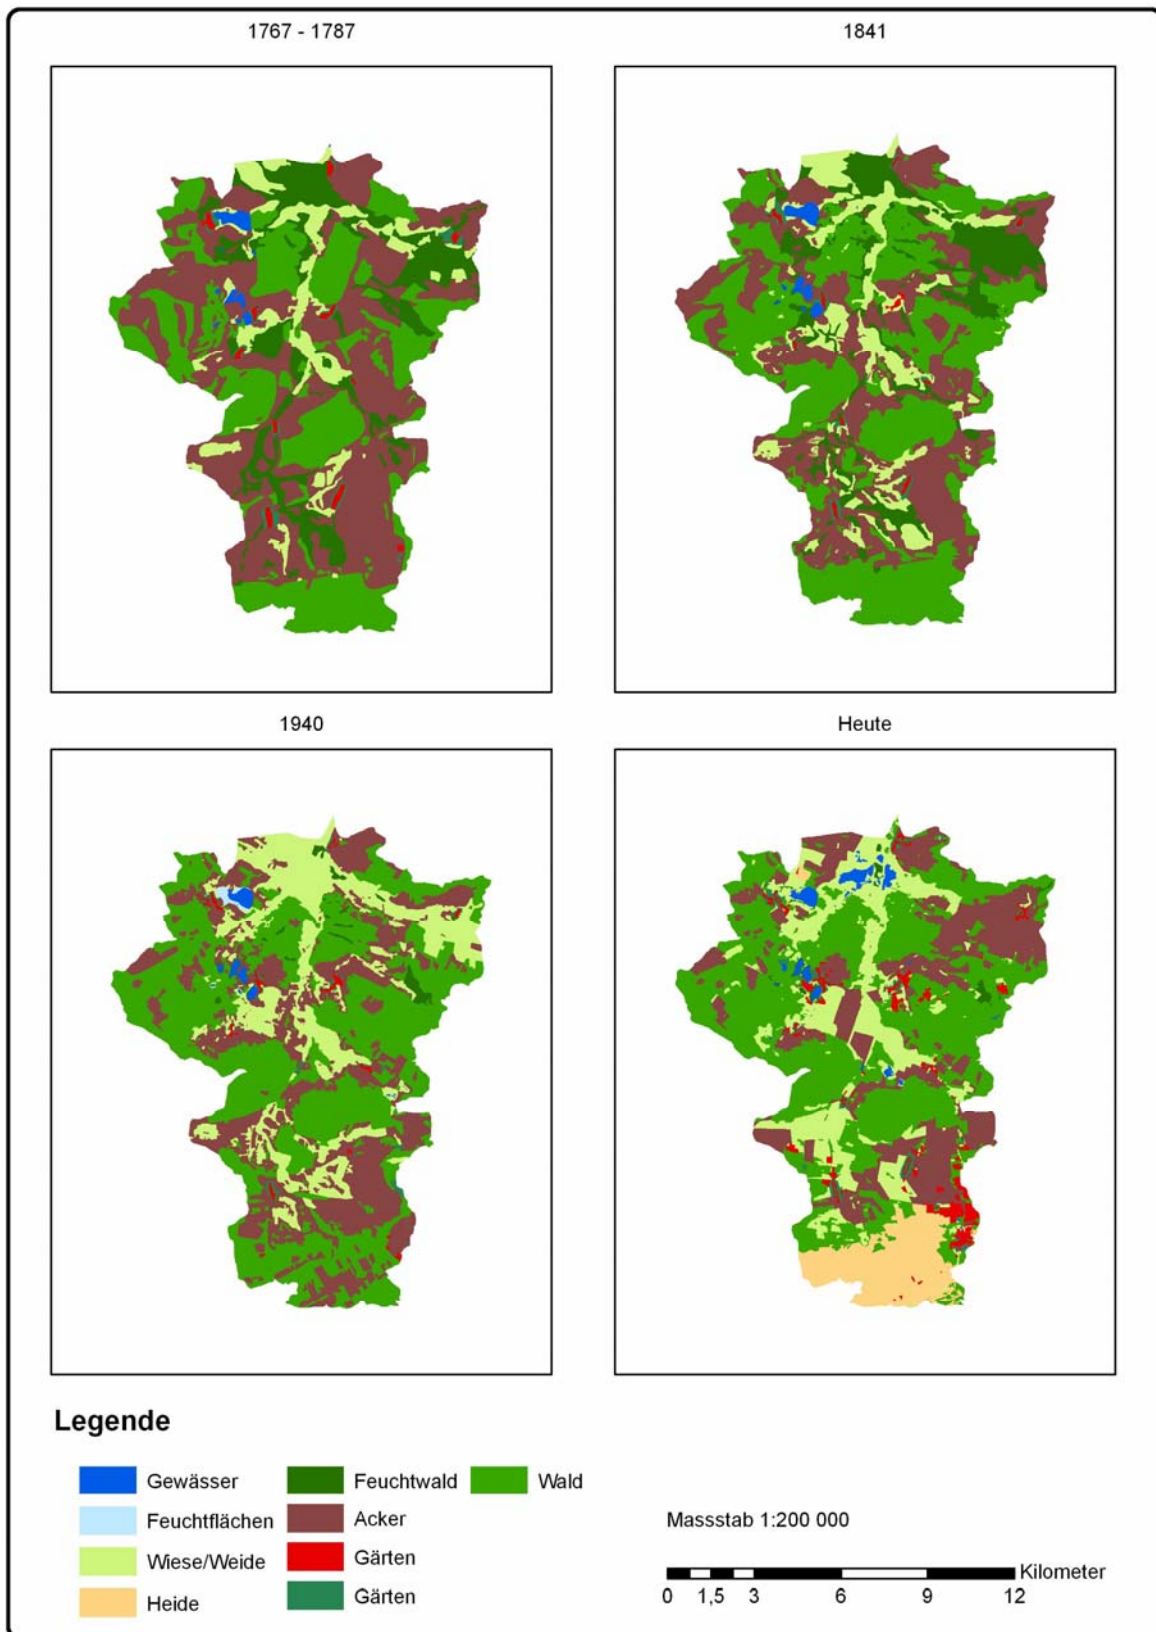 1767 - 1787
1841
1940
Heute
Legende
Gewässer
Feuchtflächen
Wiese/Weide
Heide
Feuchtwald
Acker
Gärten
Gärten
Wald
Massstab 1:200 000
Kilometer
0 1,5 3 6 9 12